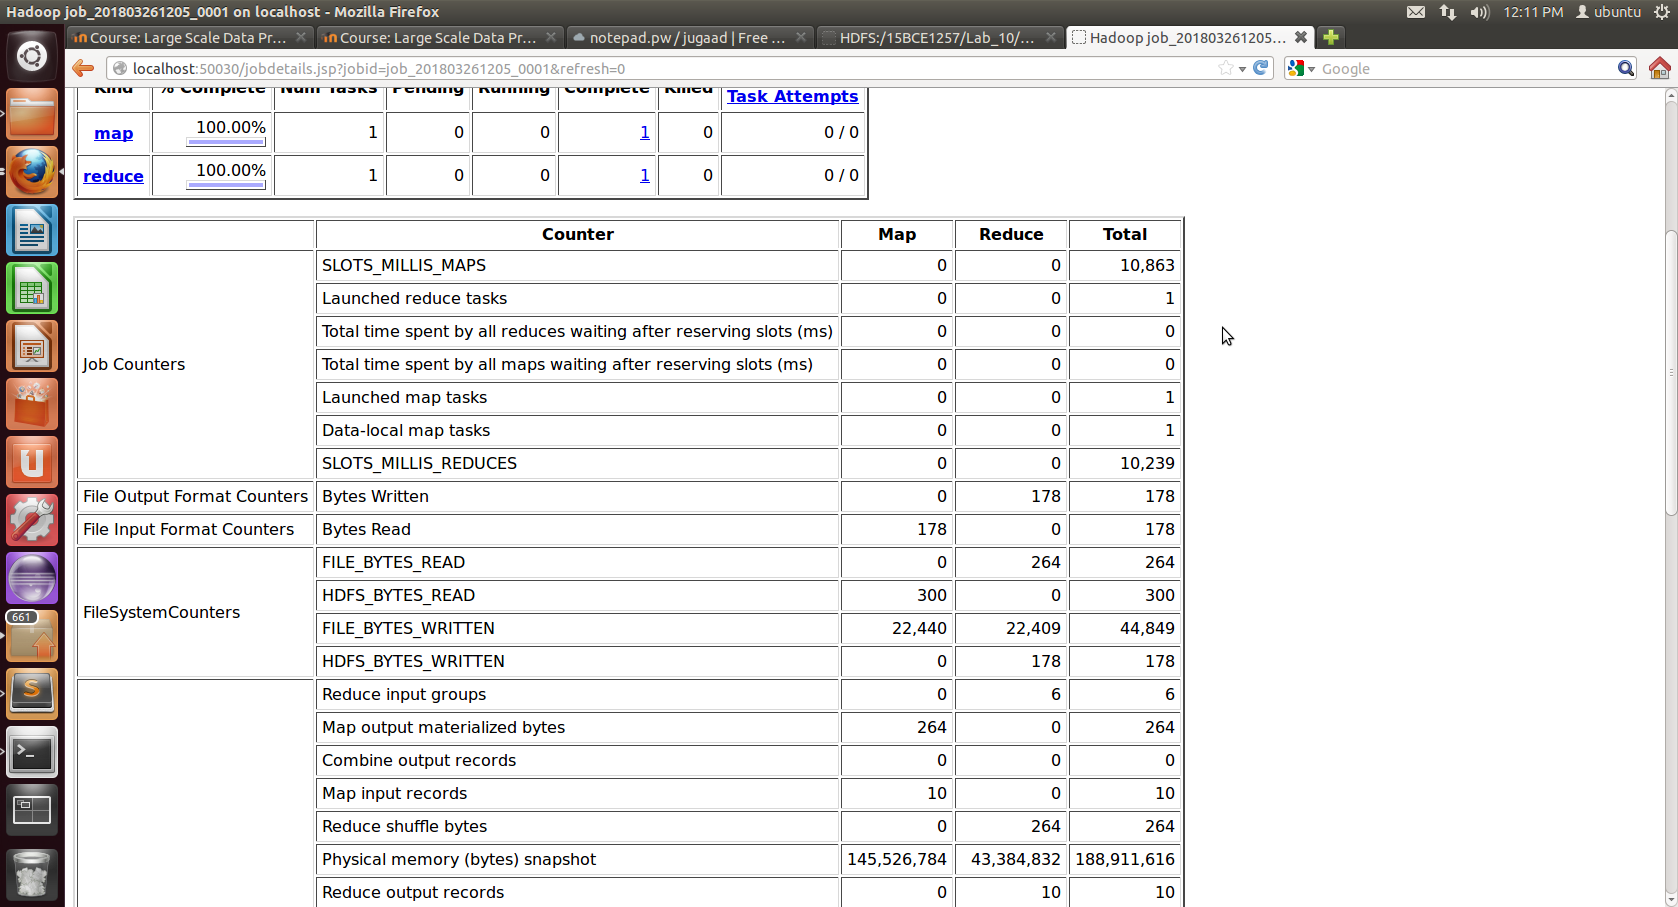 Hadoop job_201803261205_0001 on localhost - Mozilla Firefox
12:11 PM ubuntu
Course: Large Scale Data Pr... Course: Large Scale Data Pr... notepad.pw / jugaad | Free ... HDFS:/15BCE1257/Lab_10/... Hadoop job_201803261205...
localhost:50030/jobdetails.jsp?jobid=job_201803261205_0001&refresh=0 Google
Kind % Complete Num Tasks Pending Running Complete Killed Task Attempts
map 100.00% 1 0 0 1 0 0 / 0
reduce 100.00% 1 0 0 1 0 0 / 0
Counter Map Reduce Total
Job Counters
SLOTS_MILLIS_MAPS 0 0 10,863
Launched reduce tasks 0 0 1
Total time spent by all reduces waiting after reserving slots (ms) 0 0 0
Total time spent by all maps waiting after reserving slots (ms) 0 0 0
Launched map tasks 0 0 1
Data-local map tasks 0 0 1
SLOTS_MILLIS_REDUCES 0 0 10,239
File Output Format Counters Bytes Written 0 178 178
File Input Format Counters Bytes Read 178 0 178
FileSystemCounters
FILE_BYTES_READ 0 264 264
HDFS_BYTES_READ 300 0 300
FILE_BYTES_WRITTEN 22,440 22,409 44,849
HDFS_BYTES_WRITTEN 0 178 178
Reduce input groups 0 6 6
Map output materialized bytes 264 0 264
Combine output records 0 0 0
Map input records 10 0 10
Reduce shuffle bytes 0 264 264
Physical memory (bytes) snapshot 145,526,784 43,384,832 188,911,616
Reduce output records 0 10 10
661